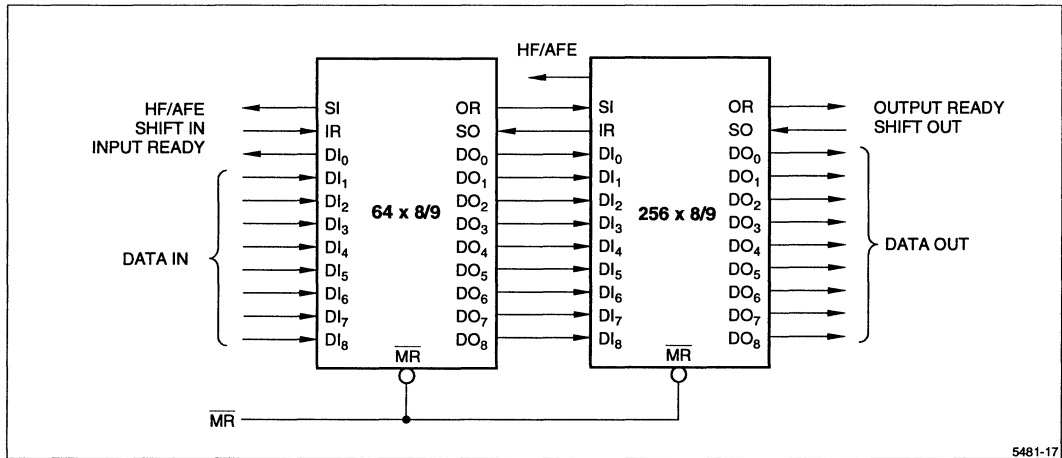 HF/AFE
HF/AFE
SHIFT IN
INPUT READY
SI
IR
DI0
DI1
DI2
DI3
DI4
DI5
DI6
DI7
DI8
DATA IN
64 x 8/9
OR
SO
DO0
DO1
DO2
DO3
DO4
DO5
DO6
DO7
DO8
MR
SI
IR
DI0
DI1
DI2
DI3
DI4
DI5
DI6
DI7
DI8
256 x 8/9
OR
SO
DO0
DO1
DO2
DO3
DO4
DO5
DO6
DO7
DO8
MR
OUTPUT READY
SHIFT OUT
DATA OUT
MR
5481-17